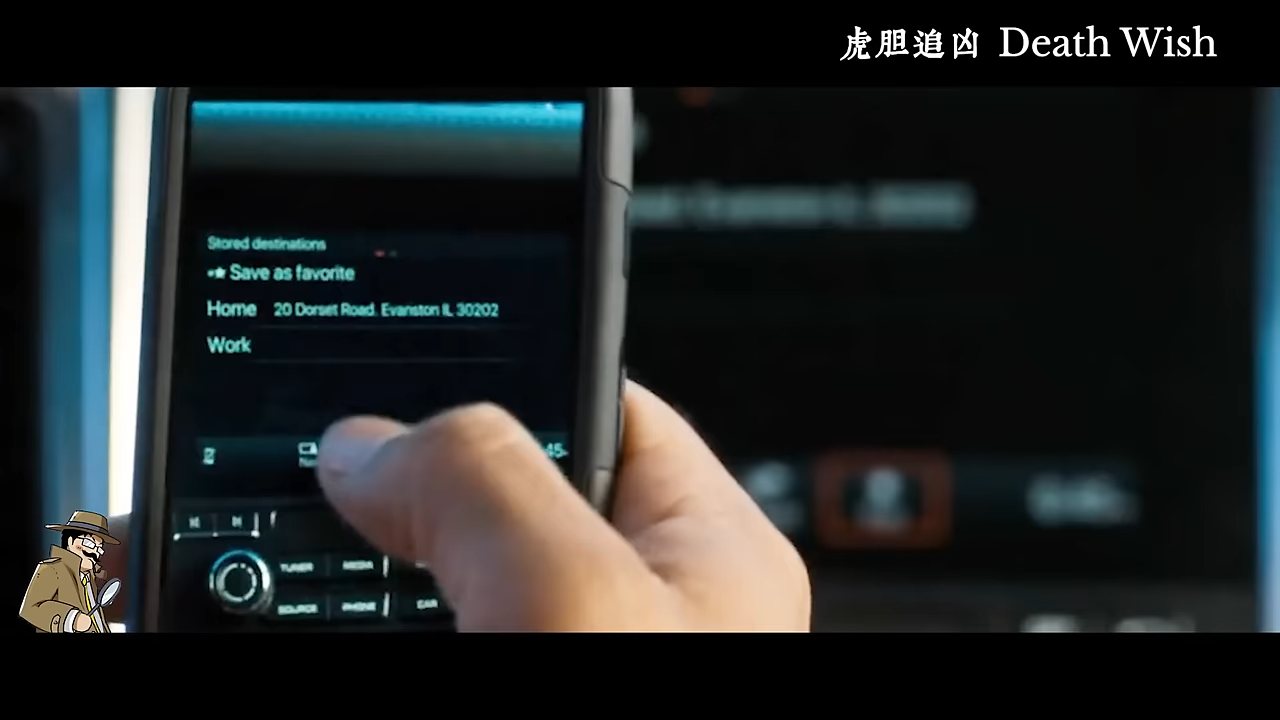 虎胆追凶 Death Wish
Stored destinations
Save as favorite
Home 20 Dorset Road. Evanston IL 30202
Work
45
TUNER MEDIA
SOURCE PHONE CAR